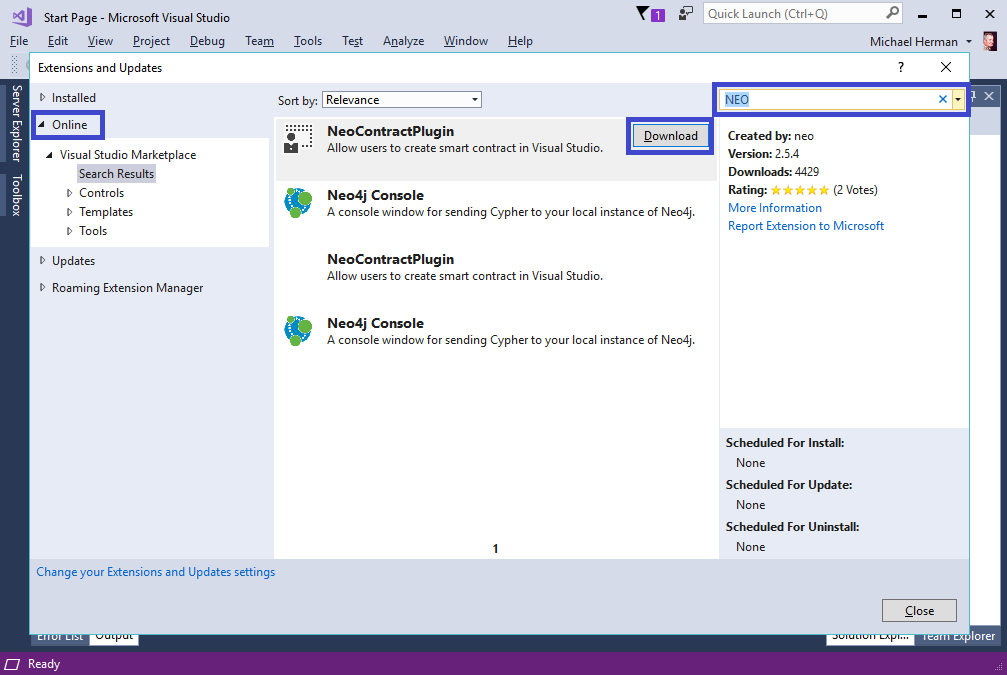 Start Page - Microsoft Visual Studio
1
Quick Launch (Ctrl+Q)
File Edit View Project Debug Team Tools Test Analyze Window Help
Michael Herman
Extensions and Updates
?
Server Explorer
Toolbox
Installed
Online
Visual Studio Marketplace
Search Results
Controls
Templates
Tools
Updates
Roaming Extension Manager
Sort by: Relevance
NeoContractPlugin
Allow users to create smart contract in Visual Studio.
Download
Neo4j Console
A console window for sending Cypher to your local instance of Neo4j.
NeoContractPlugin
Allow users to create smart contract in Visual Studio.
Neo4j Console
A console window for sending Cypher to your local instance of Neo4j.
1
NEO
Created by: neo
Version: 2.5.4
Downloads: 4429
Rating: (2 Votes)
More Information
Report Extension to Microsoft
Scheduled For Install:
None
Scheduled For Update:
None
Scheduled For Uninstall:
None
Change your Extensions and Updates settings
Close
Error List Output
Solution Expl... Team Explorer
Ready